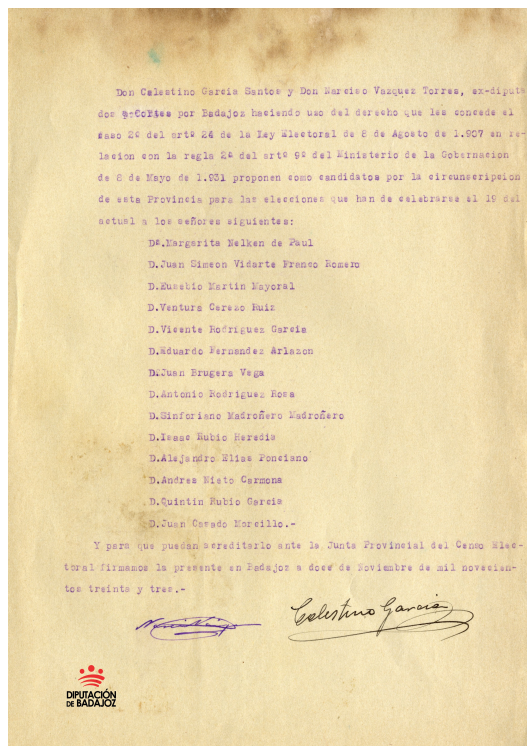 Don Celestino Garcia Santos y Don Narciso Vazquez Torres, ex-diputa
dos a Cortes por Badajoz haciendo uso del derecho que les concede el
caso 2º del artº 24 de la Ley Electoral de 8 de Agosto de 1.907 en re-
lacion con la regla 2ª del artº 9º del Ministerio de la Gobernacion
de 8 de Mayo de 1.931 proponen como candidatos por la circunscripcion
de esta Provincia para las elecciones que han de celebrarse el 19 del
actual a los señores siguientes:
Dª.Margarita Nelken de Paul
D.Juan Simeon Vidarte Franco Romero
D.Eusebio Martin Mayoral
D.Ventura Cerezo Ruiz
D.Vicente Rodriguez Garcia
D.Eduardo Fernandez Arlazon
D.Juan Brugera Vega
D.Antonio Rodriguez Rosa
D.Sinforiano Madroñero Madroñero
D.Isaac Rubio Heredia
D.Alejandro Elias Ponciano
D.Andres Nieto Carmona
D.Quintin Rubio Garcia
D.Juan Casado Morcillo.-
Y para que puedan acreditarlo ante la Junta Provincial del Censo Elec-
toral firmamos la presente en Badajoz a doce de Noviembre de mil novecien-
tos treinta y tres.-
Celestino Garcia
DIPUTACIÓN
DE BADAJOZ